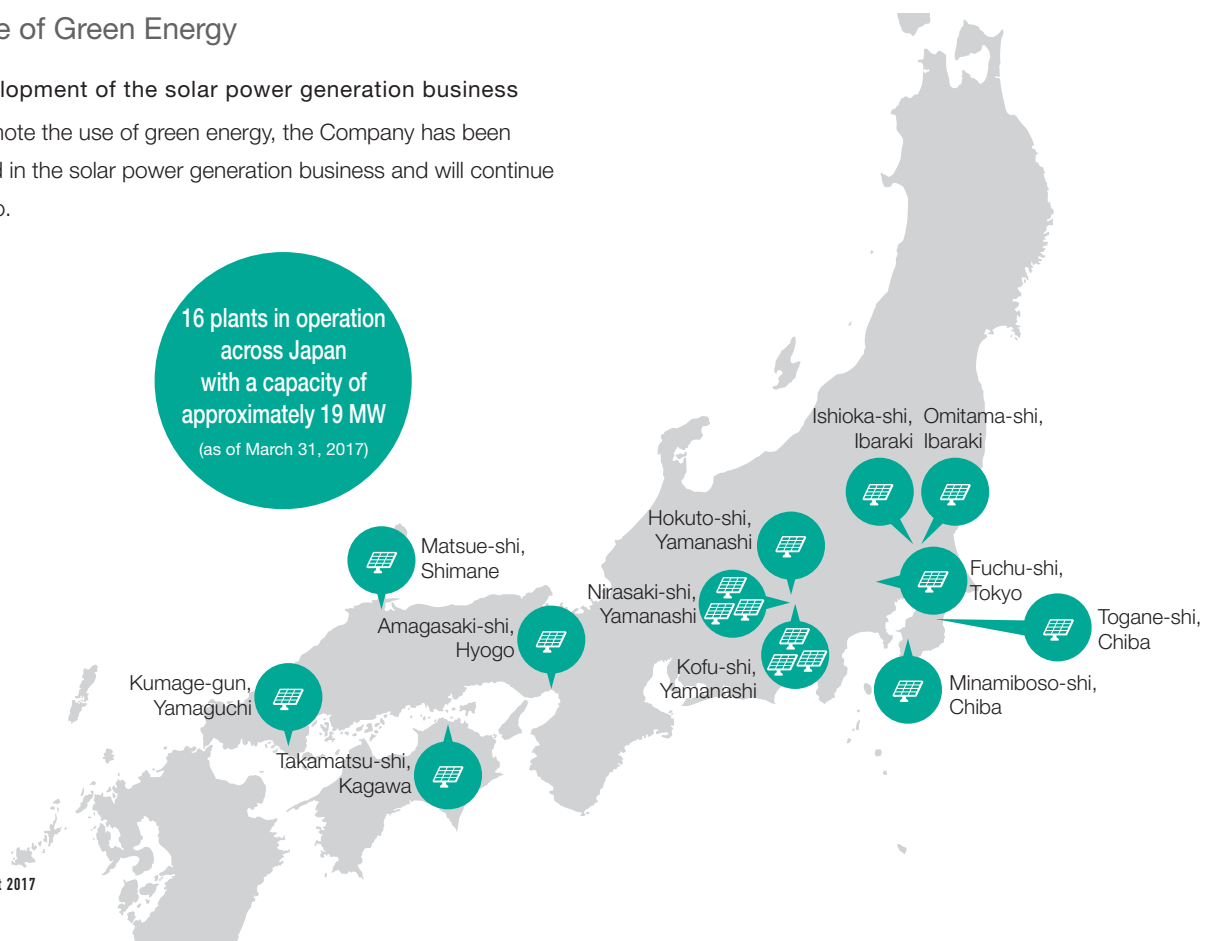 of Green Energy
lopment of the solar power generation business
the use of green energy, the Company has been
in the solar power generation business and will continue
16 plants in operation
across Japan
with a capacity of
approximately 19 MW
(as of March 31, 2017)
Ishioka-shi,
Ibaraki
Omitama-shi,
Ibaraki
Hokuto-shi,
Yamanashi
Matsue-shi,
Shimane
Fuchu-shi,
Tokyo
Nirasaki-shi,
Yamanashi
Togane-shi,
Chiba
Amagasaki-shi,
Hyogo
Kofu-shi,
Yamanashi
Kumage-gun,
Yamaguchi
Minamiboso-shi,
Chiba
Takamatsu-shi,
Kagawa
2017